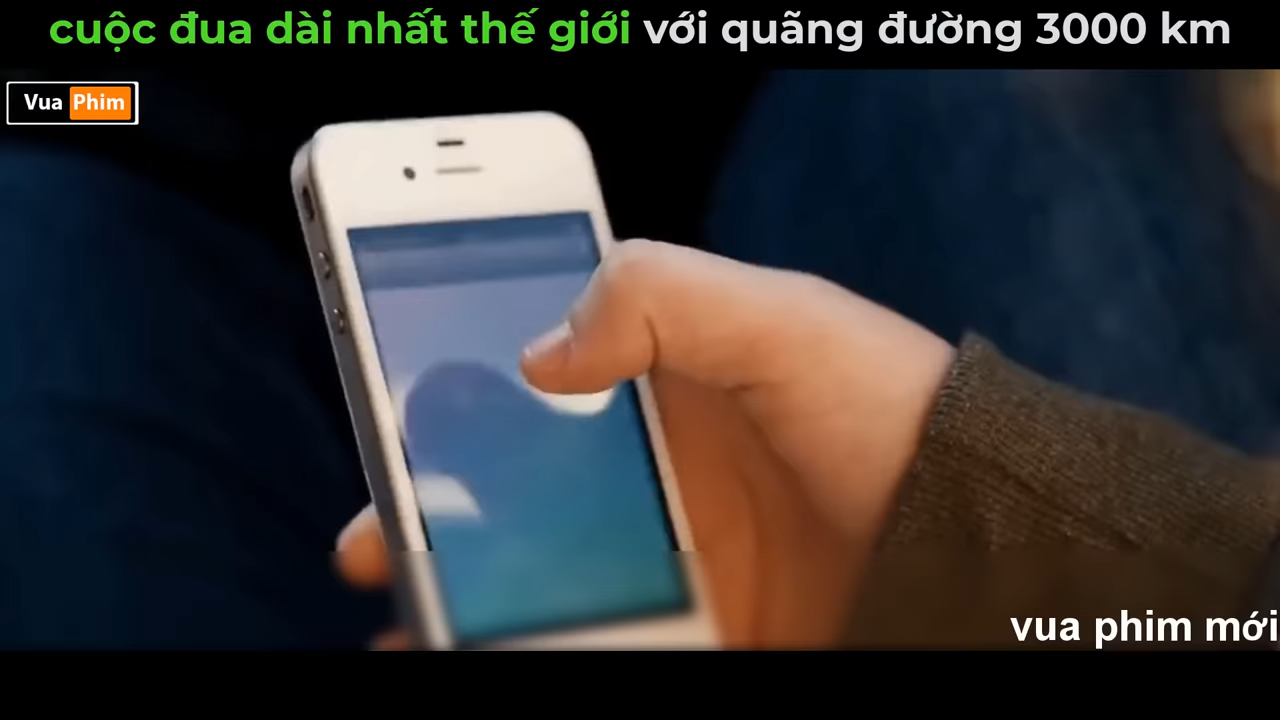 cuộc đua dài nhất thế giới với quãng đường 3000 km
Vua Phim
vua phim mới